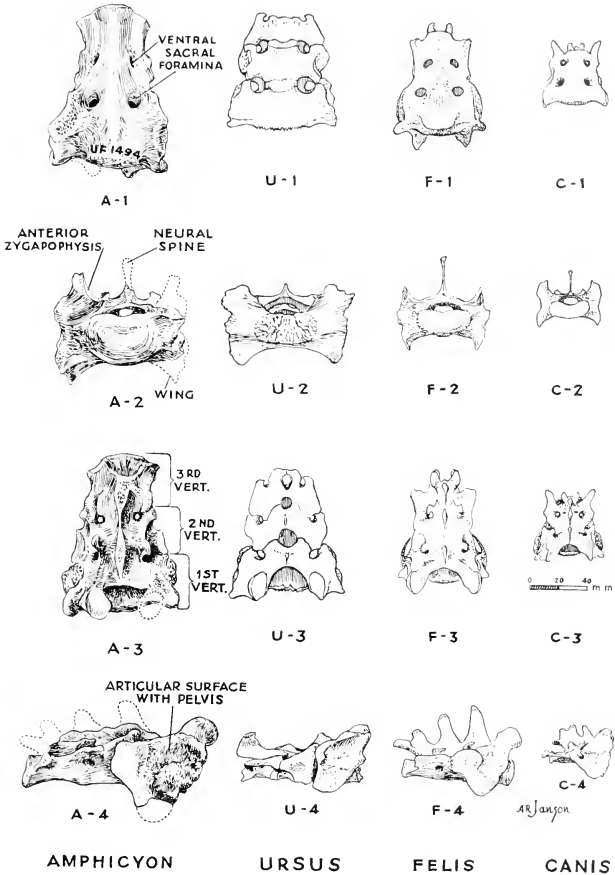 VENTRAL
SACRAL
FORAMINA
UF 1494
A-1
U-1
F-1
C-1
ANTERIOR
ZYGAPOPHYSIS
NEURAL
SPINE
WING
A-2
U-2
F-2
C-2
3RD
VERT.
2ND
VERT.
1ST
VERT.
0 20 40
mm
A-3
U-3
F-3
C-3
ARTICULAR SURFACE
WITH PELVIS
A-4
U-4
F-4
C-4
AR Janson
AMPHICYON
URSUS
FELIS
CANIS